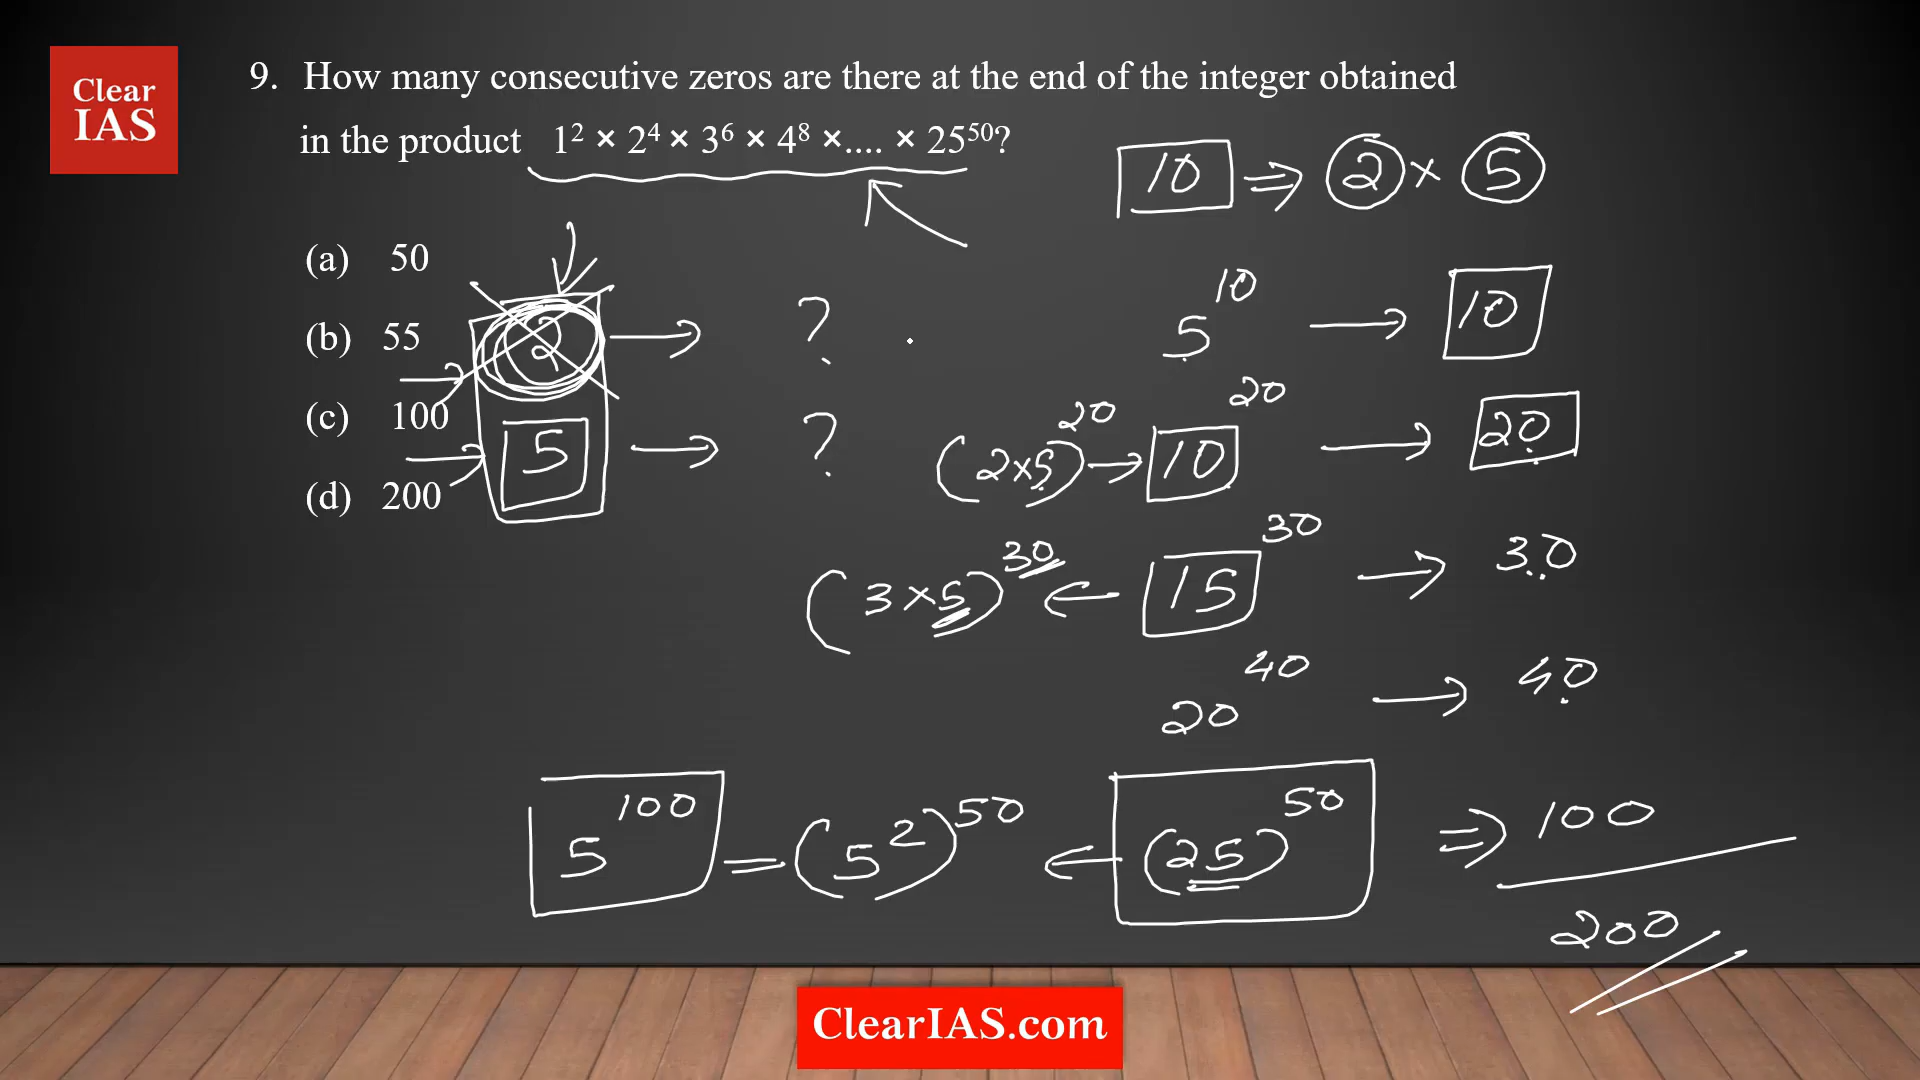 Clear
IAS
9. How many consecutive zeros are there at the end of the integer obtained
in the product 1² × 2⁴ × 3⁶ × 4⁸ ×.... × 25⁵⁰?
10 ⇒ 2 × 5
(a) 50
(b) 55
(c) 100
(d) 200
2 → ?
5 → ?
5¹⁰ → 10
(2×5)²⁰ → 10²⁰ → 20
(3×5)³⁰ ← 15³⁰ → 30
20⁴⁰ → 40
5¹⁰⁰ = (5²)⁵⁰ ← (25)⁵⁰ ⇒ 100
200
ClearIAS.com